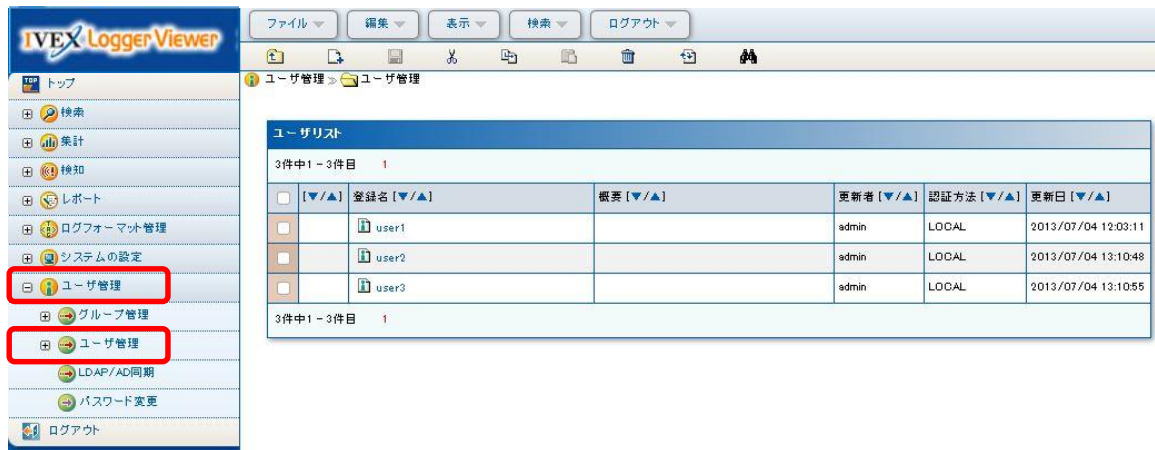 IVEX Logger Viewer
ファイル 編集 表示 検索 ログアウト
TOP トップ
検索
集計
検知
レポート
ログフォーマット管理
システムの設定
ユーザ管理
グループ管理
ユーザ管理
LDAP/AD同期
パスワード変更
ログアウト
ユーザ管理 ≫ ユーザ管理
ユーザリスト
3件中1-3件目 1
[▼/▲] 登録名 [▼/▲] 概要 [▼/▲] 更新者 [▼/▲] 認証方法 [▼/▲] 更新日 [▼/▲]
user1 admin LOCAL 2013/07/04 12:03:11
user2 admin LOCAL 2013/07/04 13:10:48
user3 admin LOCAL 2013/07/04 13:10:55
3件中1-3件目 1